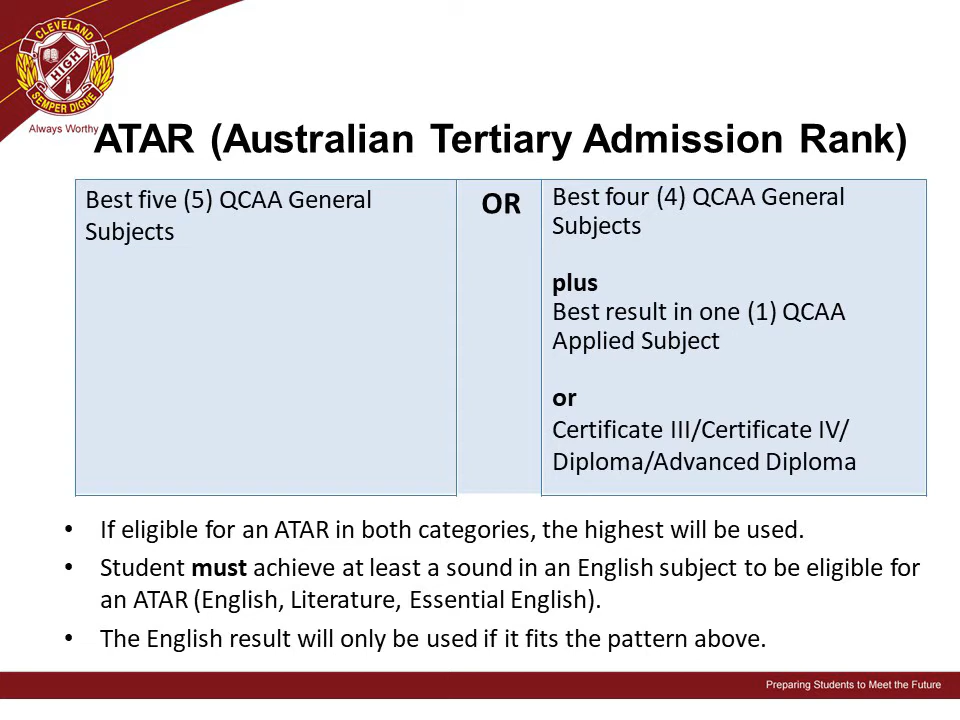 CLEVELAND
HIGH
SEMPER DIGNE
Always Worthy
ATAR (Australian Tertiary Admission Rank)
Best five (5) QCAA General
Subjects
OR
Best four (4) QCAA General
Subjects
plus
Best result in one (1) QCAA
Applied Subject
or
Certificate III/Certificate IV/
Diploma/Advanced Diploma
• If eligible for an ATAR in both categories, the highest will be used.
• Student must achieve at least a sound in an English subject to be eligible for
an ATAR (English, Literature, Essential English).
• The English result will only be used if it fits the pattern above.
Preparing Students to Meet the Future